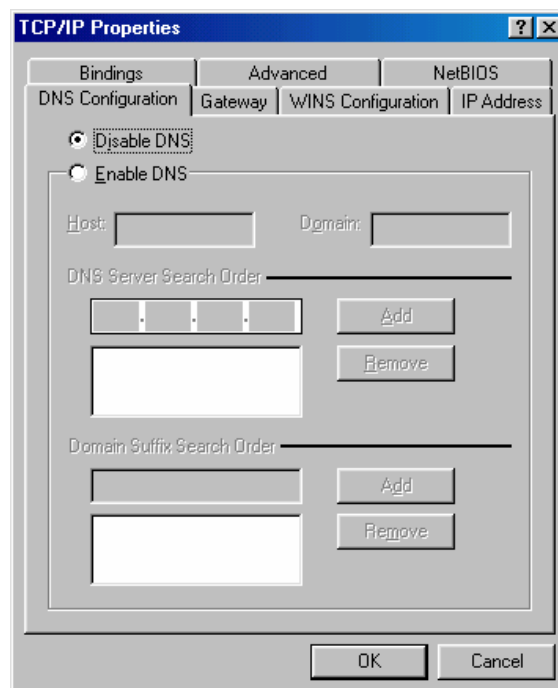 TCP/IP Properties
Bindings Advanced NetBIOS
DNS Configuration Gateway WINS Configuration IP Address
Disable DNS
Enable DNS
Host: Domain:
DNS Server Search Order
. . .
Add
Remove
Domain Suffix Search Order
Add
Remove
OK Cancel